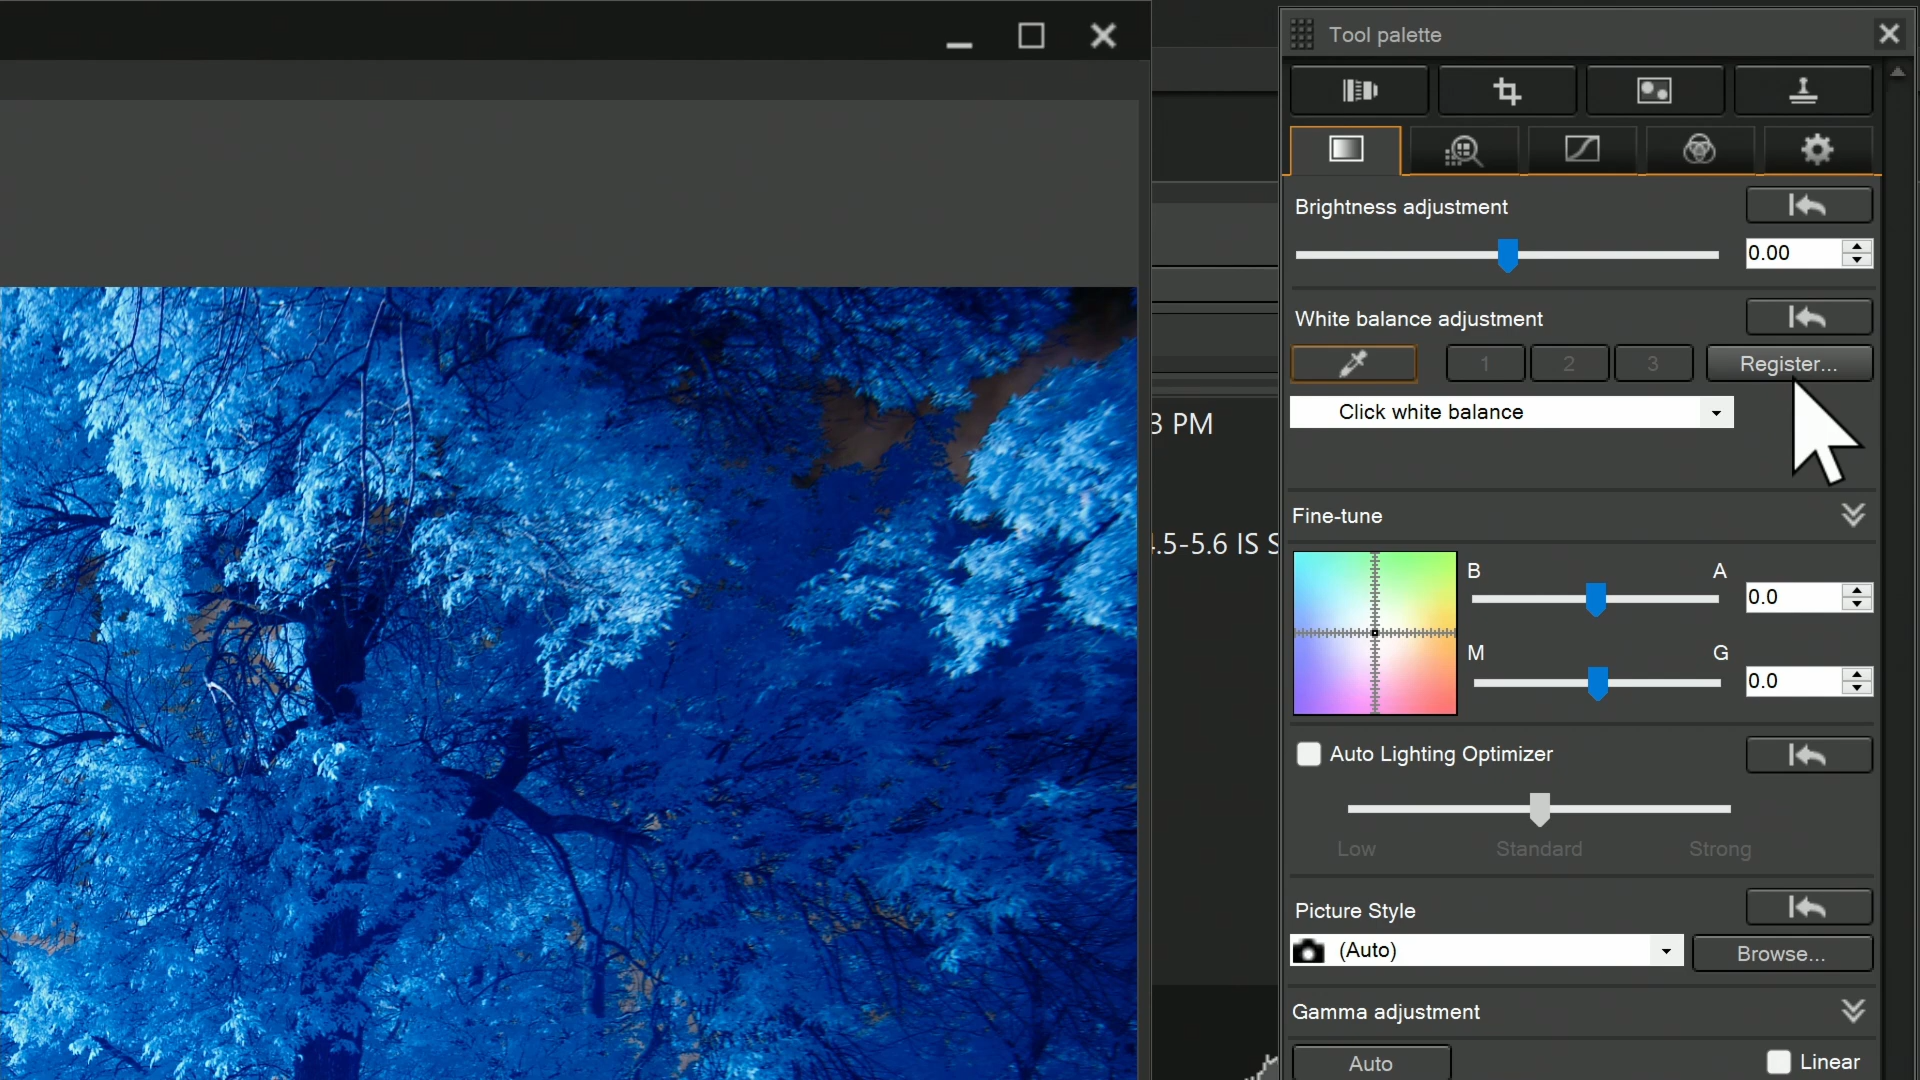 Tool palette
Brightness adjustment
0.00
White balance adjustment
1 2 3 Register...
Click white balance
3 PM
.5-5.6 IS S
Fine-tune
B A 0.0
M G 0.0
Auto Lighting Optimizer
Low Standard Strong
Picture Style
(Auto) Browse...
Gamma adjustment
Auto Linear